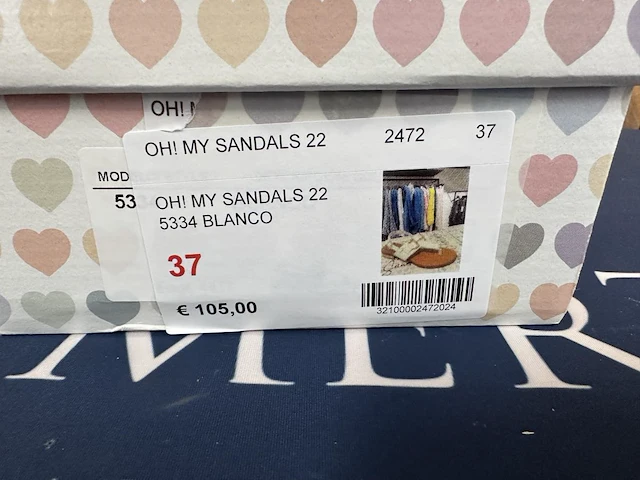 OH!
OH! MY SANDALS 22 2472 37
MOD
53
OH! MY SANDALS 22
5334 BLANCO
37
€ 105,00
32100002472024